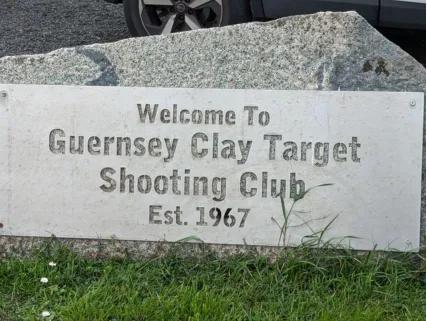 Welcome To
Guernsey Clay Target
Shooting Club
Est. 1967